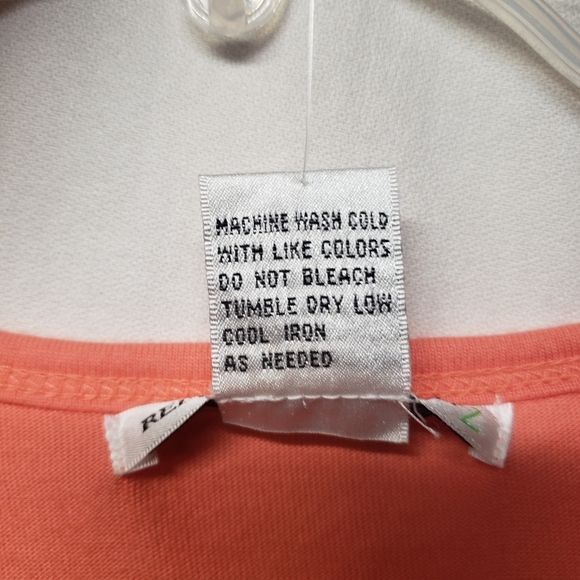 MACHINE WASH COLD
WITH LIKE COLORS
DO NOT BLEACH
TUMBLE DRY LOW
COOL IRON
AS NEEDED